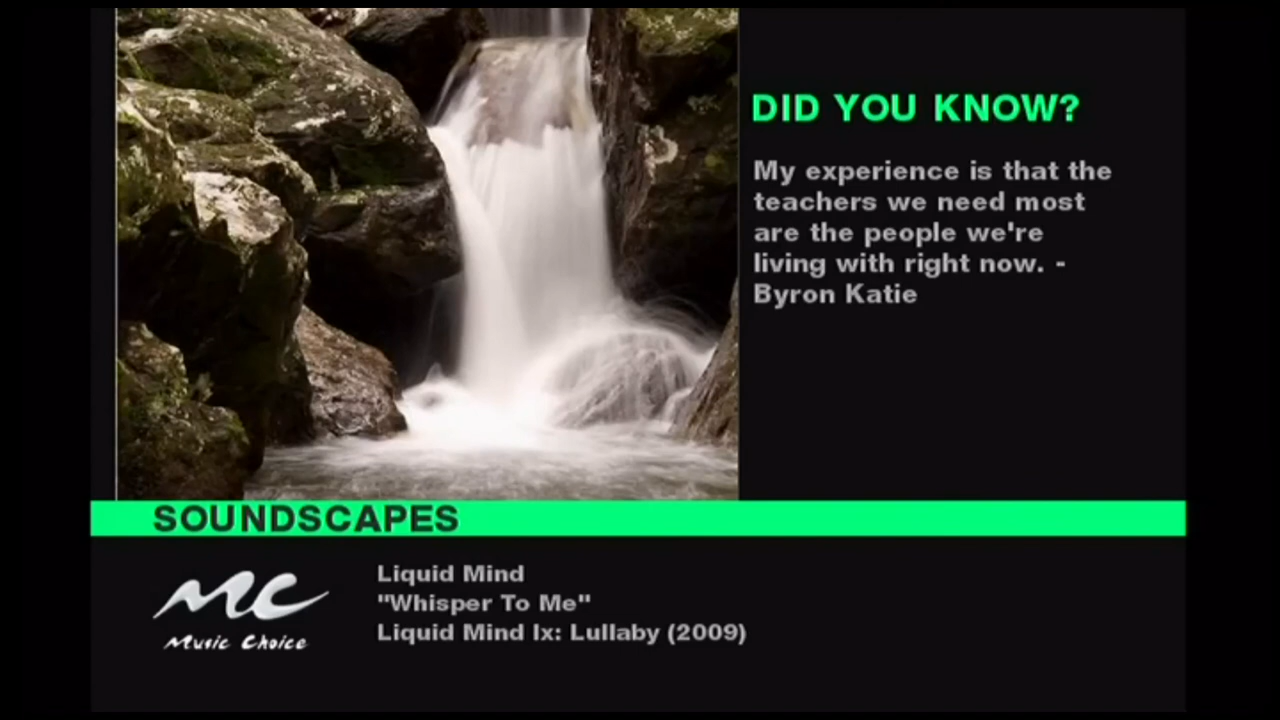 DID YOU KNOW?
My experience is that the
teachers we need most
are the people we're
living with right now. -
Byron Katie
SOUNDSCAPES
MC
Music Choice
Liquid Mind
"Whisper To Me"
Liquid Mind Ix: Lullaby (2009)